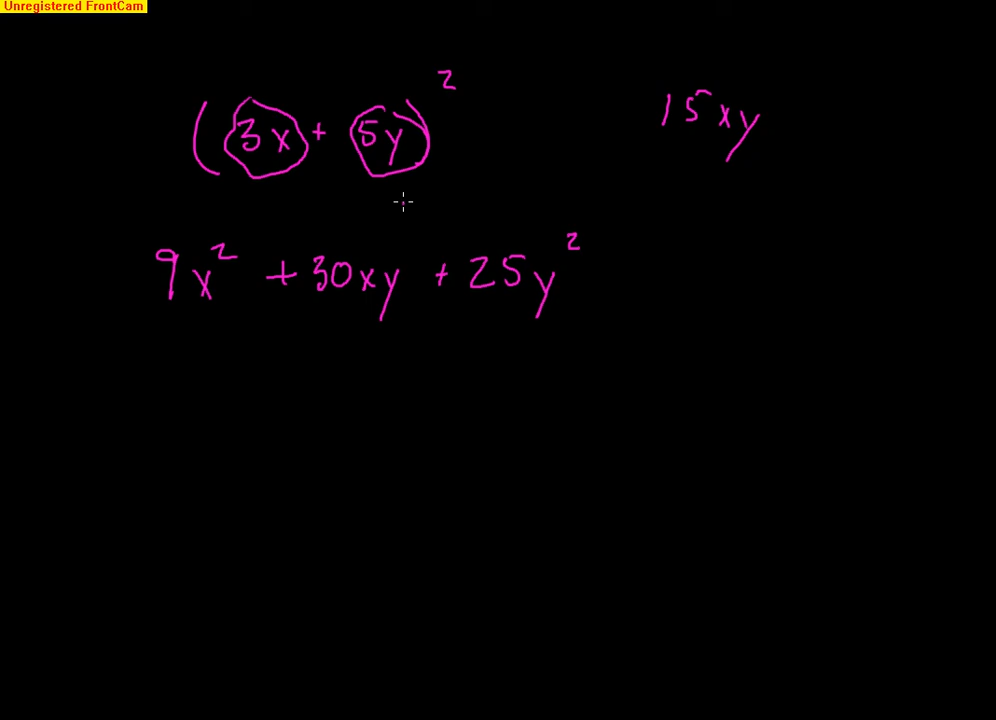 Unregistered FrontCam
(3x + 5y)²
15xy
9x² + 30xy + 25y²